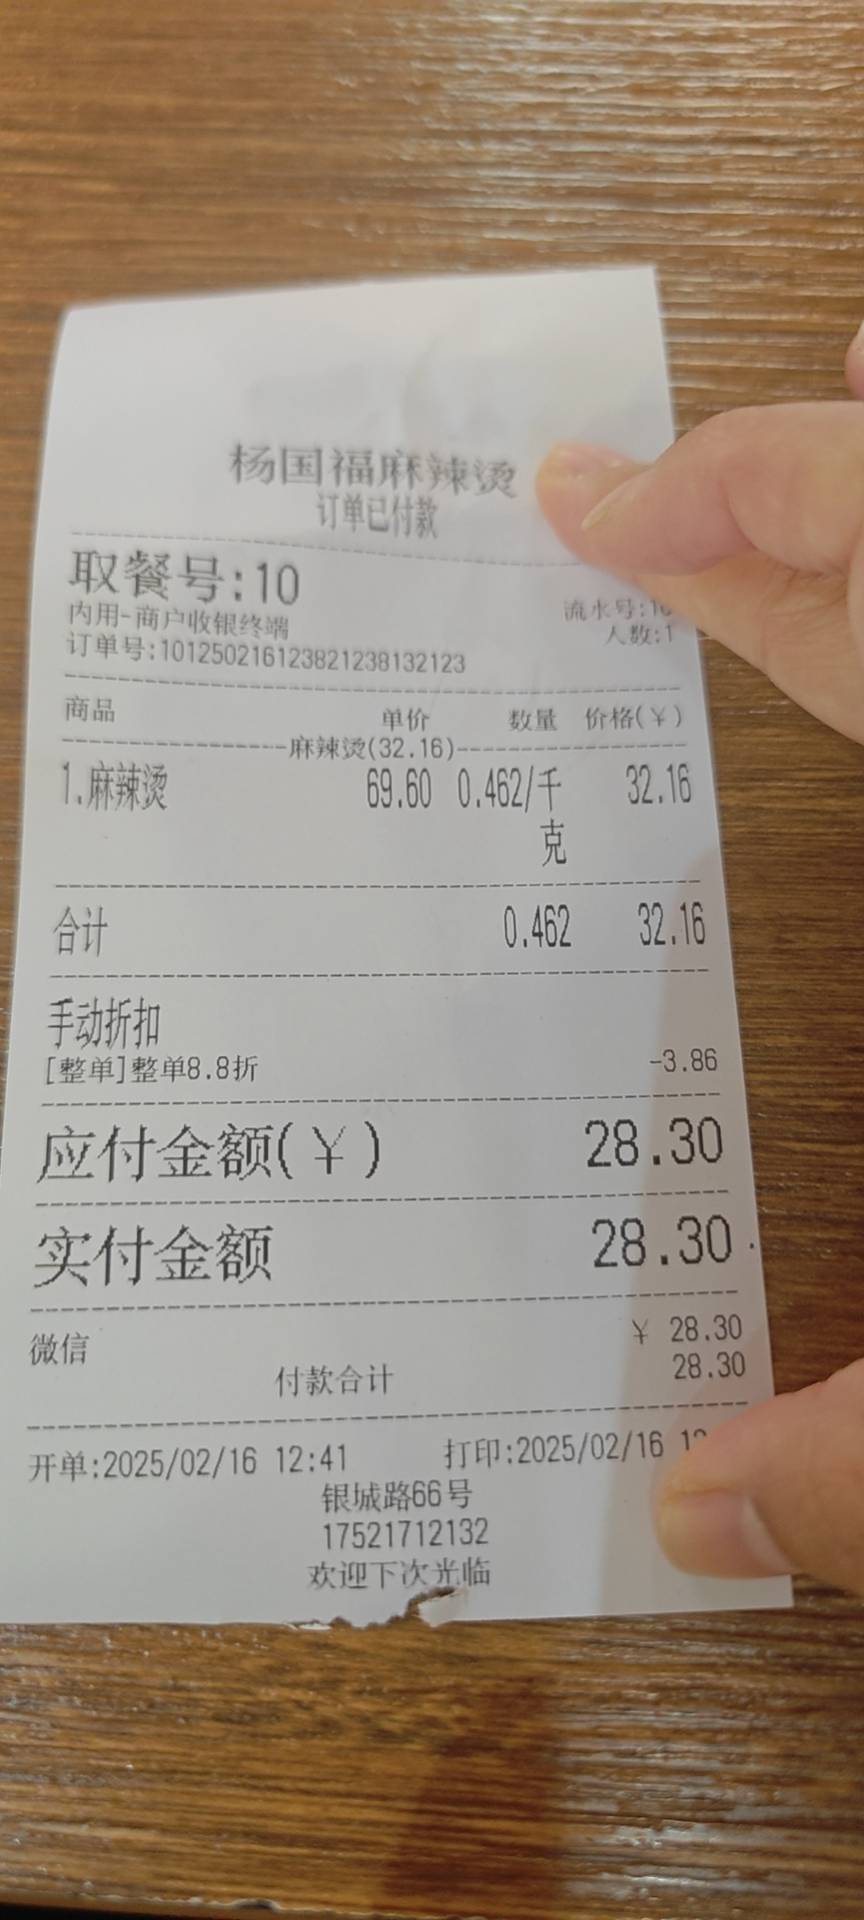 杨国福麻辣烫
订单已付款
取餐号:10
内用-商户收银终端 流水号:10
人数:1
订单号:101250216123821238132123
商品 单价 数量 价格(￥)
麻辣烫(32.16)
1.麻辣烫 69.60 0.462/千克 32.16
合计 0.462 32.16
手动折扣
[整单]整单8.8折 -3.86
应付金额(￥) 28.30
实付金额 28.30
微信 ￥ 28.30
付款合计 28.30
开单:2025/02/16 12:41 打印:2025/02/16
银城路66号
17521712132
欢迎下次光临